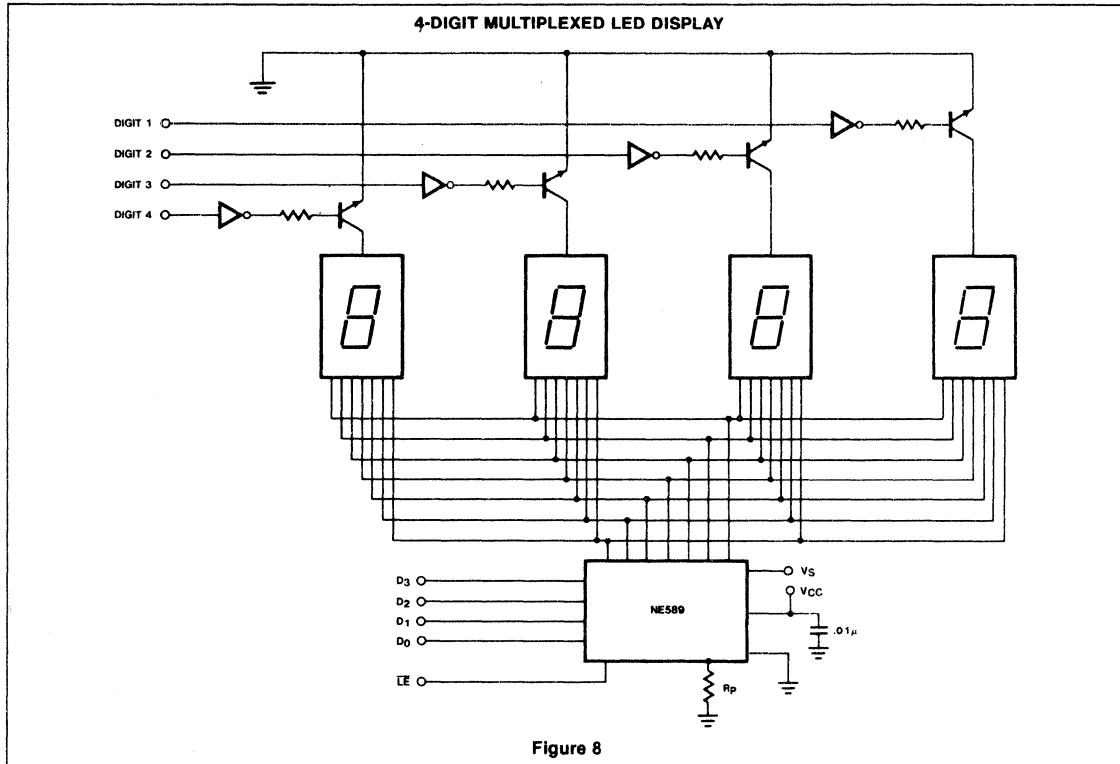 4-DIGIT MULTIPLEXED LED DISPLAY
DIGIT 1
DIGIT 2
DIGIT 3
DIGIT 4
D3
D2
D1
D0
LE
NE589
VS
VCC
.01μ
RP
Figure 8